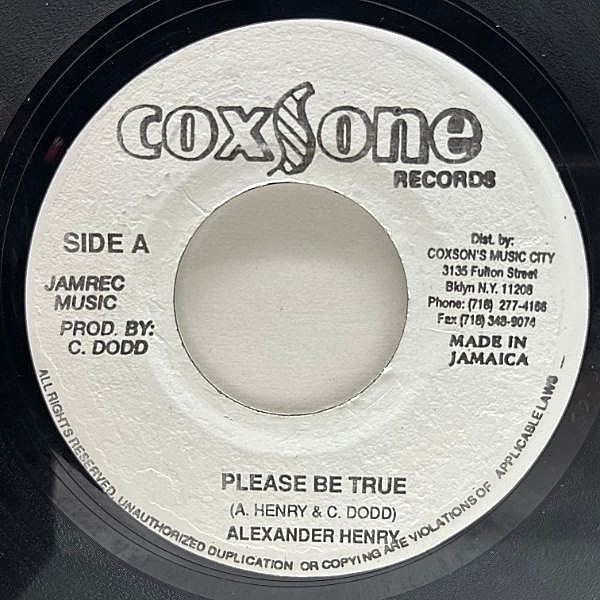 coxsone
RECORDS
SIDE A
JAMREC
MUSIC
PROD. BY:
C. DODD
Dist. by:
COXSON'S MUSIC CITY
3135 Fulton Street
Bklyn N.Y. 11208
Phone: (718) 277-4166
Fax (718) 348-9074
MADE IN
JAMAICA
PLEASE BE TRUE
(A. HENRY & C. DODD)
ALEXANDER HENRY
ALL RIGHTS RESERVED. UNAUTHORIZED DUPLICATION OR COPYING ARE VIOLATIONS OF APPLICABLE LAWS